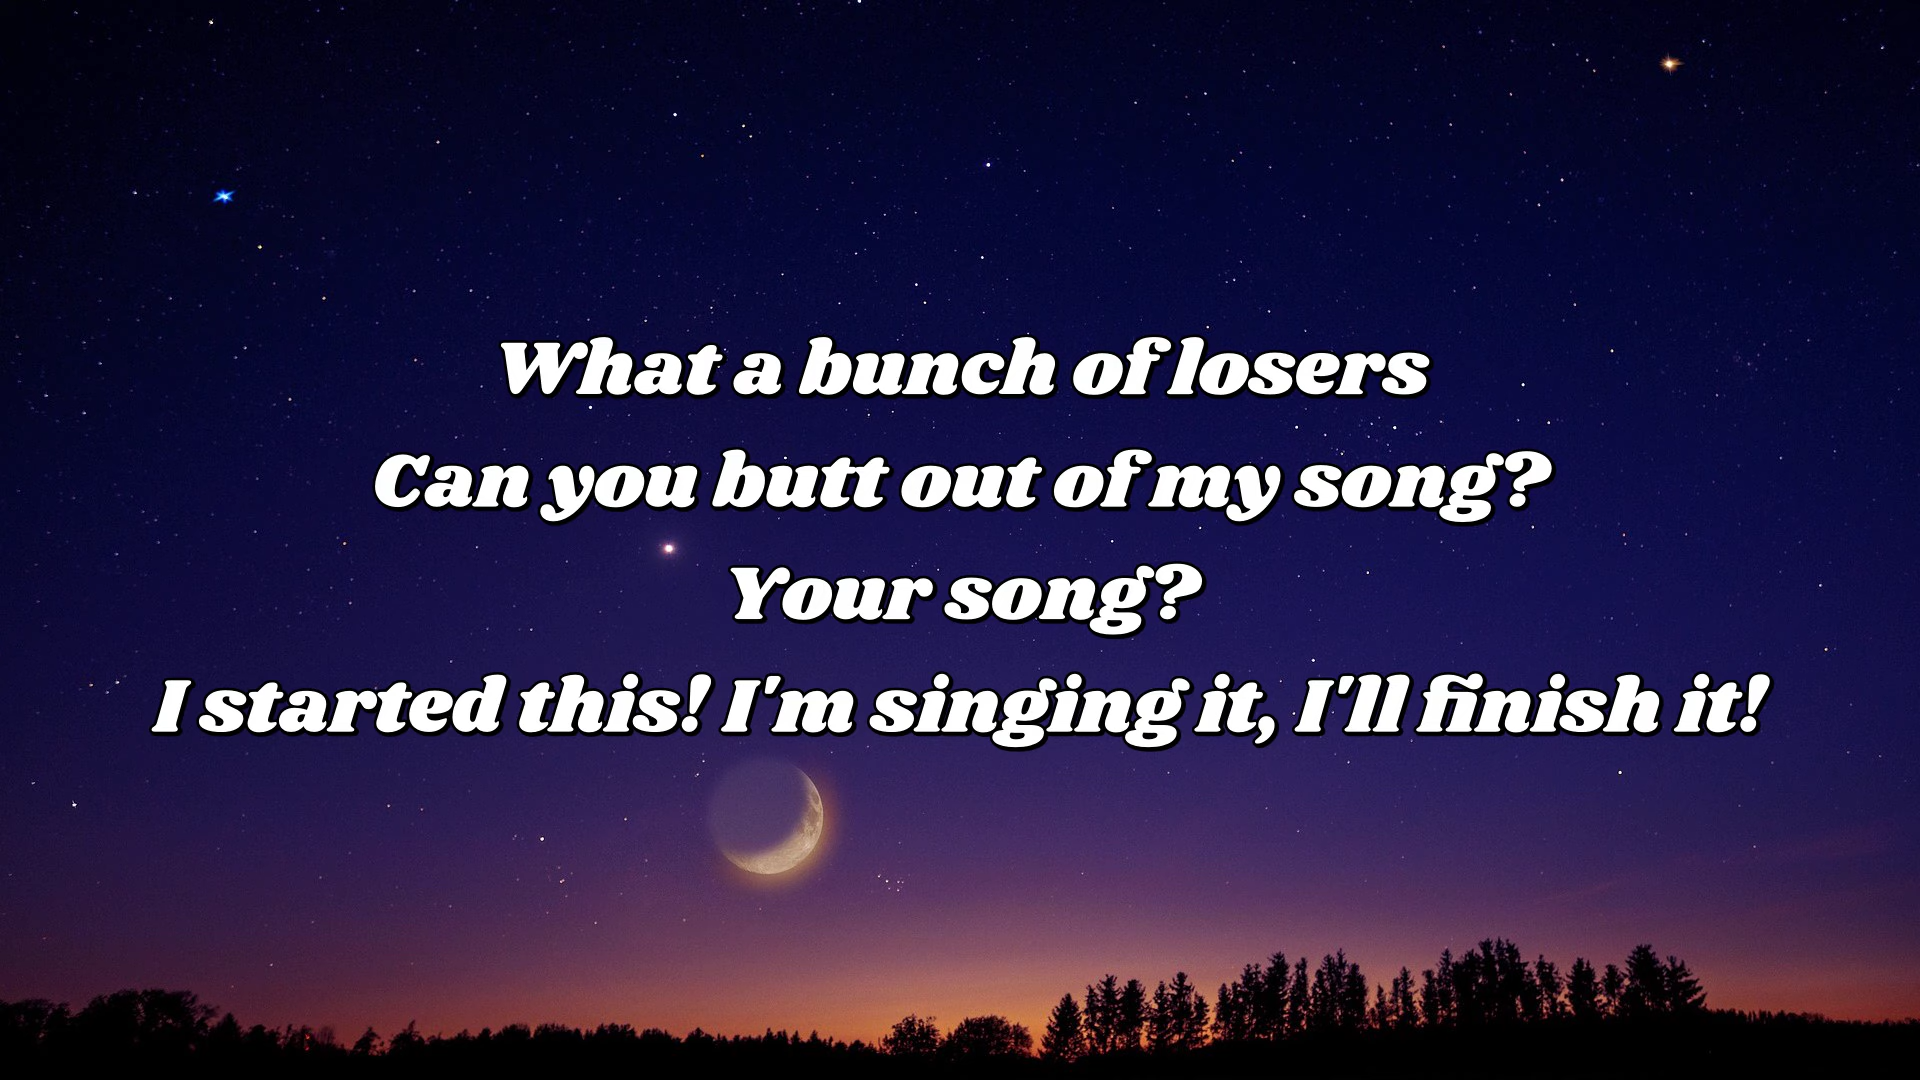 What a bunch of losers
Can you butt out of my song?
Your song?
I started this! I'm singing it, I'll finish it!